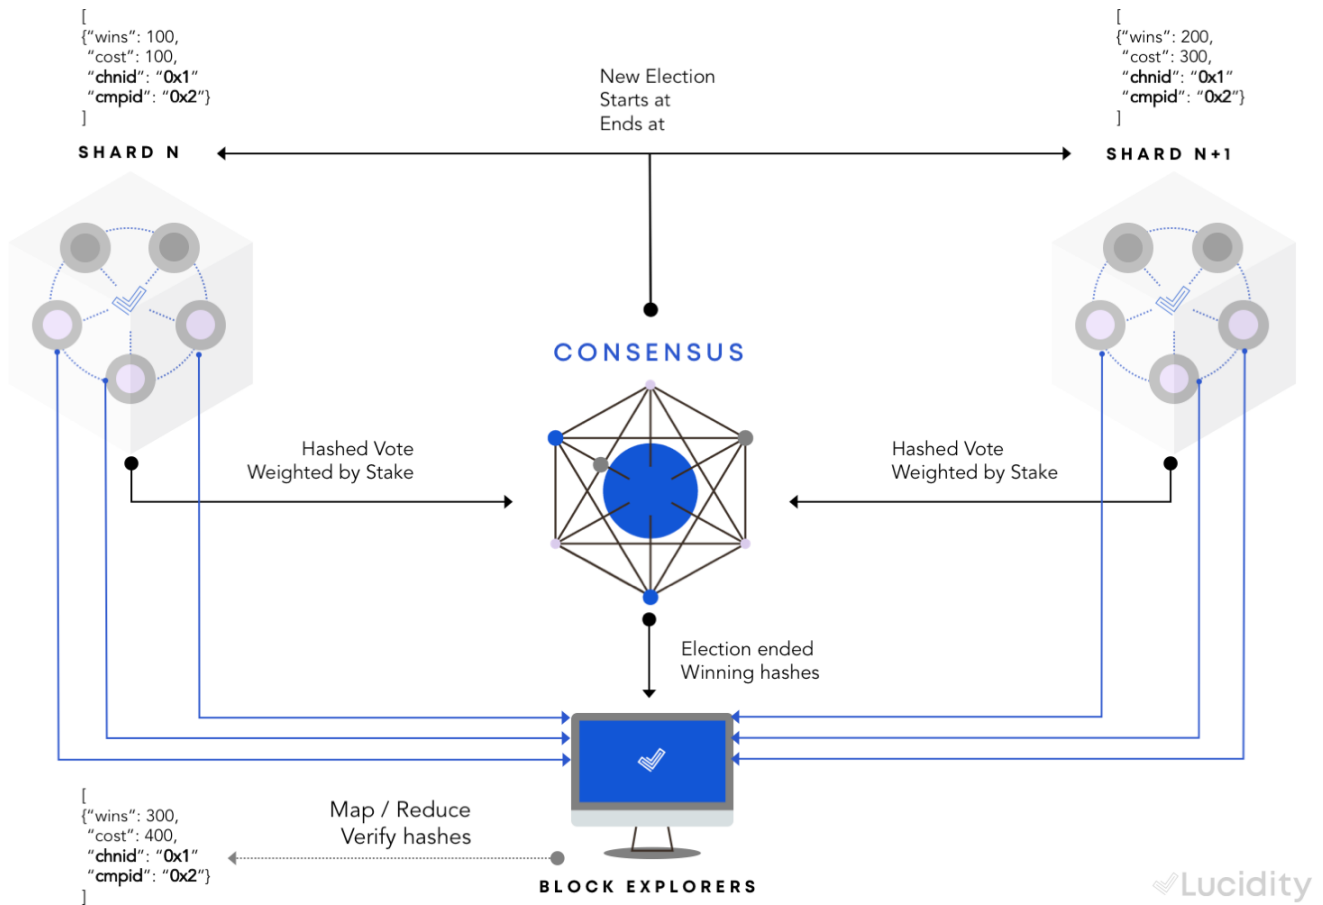 [
{“wins”: 100,
“cost”: 100,
“chnid”: “0x1”
“cmpid”: “0x2”}
]
SHARD N
New Election
Starts at
Ends at
[
{“wins”: 200,
“cost”: 300,
“chnid”: “0x1”
“cmpid”: “0x2”}
]
SHARD N+1
CONSENSUS
Hashed Vote
Weighted by Stake
Hashed Vote
Weighted by Stake
Election ended
Winning hashes
[
{“wins”: 300,
“cost”: 400,
“chnid”: “0x1”
“cmpid”: “0x2”}
]
Map / Reduce
Verify hashes
BLOCK EXPLORERS
Lucidity